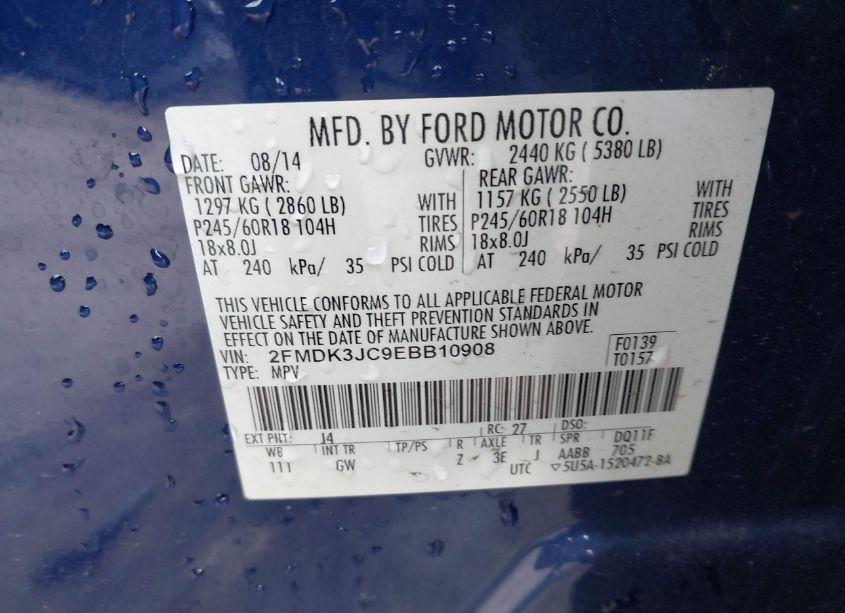 MFD. BY FORD MOTOR CO.
DATE: 08/14 GVWR: 2440 KG ( 5380 LB)
FRONT GAWR: REAR GAWR:
1297 KG ( 2860 LB) WITH 1157 KG ( 2550 LB) WITH
P245/60R18 104H TIRES P245/60R18 104H TIRES
18x8.0J RIMS 18x8.0J RIMS
AT 240 kPa/ 35 PSI COLD AT 240 kPa/ 35 PSI COLD
THIS VEHICLE CONFORMS TO ALL APPLICABLE FEDERAL MOTOR
VEHICLE SAFETY AND THEFT PREVENTION STANDARDS IN
EFFECT ON THE DATE OF MANUFACTURE SHOWN ABOVE.
VIN: 2FMDK3JC9EBB10908 F0139
TYPE: MPV T0157
EXT PNT: J4 RC: 27 DSO:
WB INT TR TP/PS R AXLE TR SPR DQ11F
111 GW Z 3E J AABB 705
UTC ▽5U5A-1520472-BA